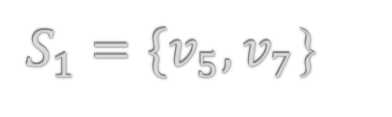 S₁ = {v₅, v₇}